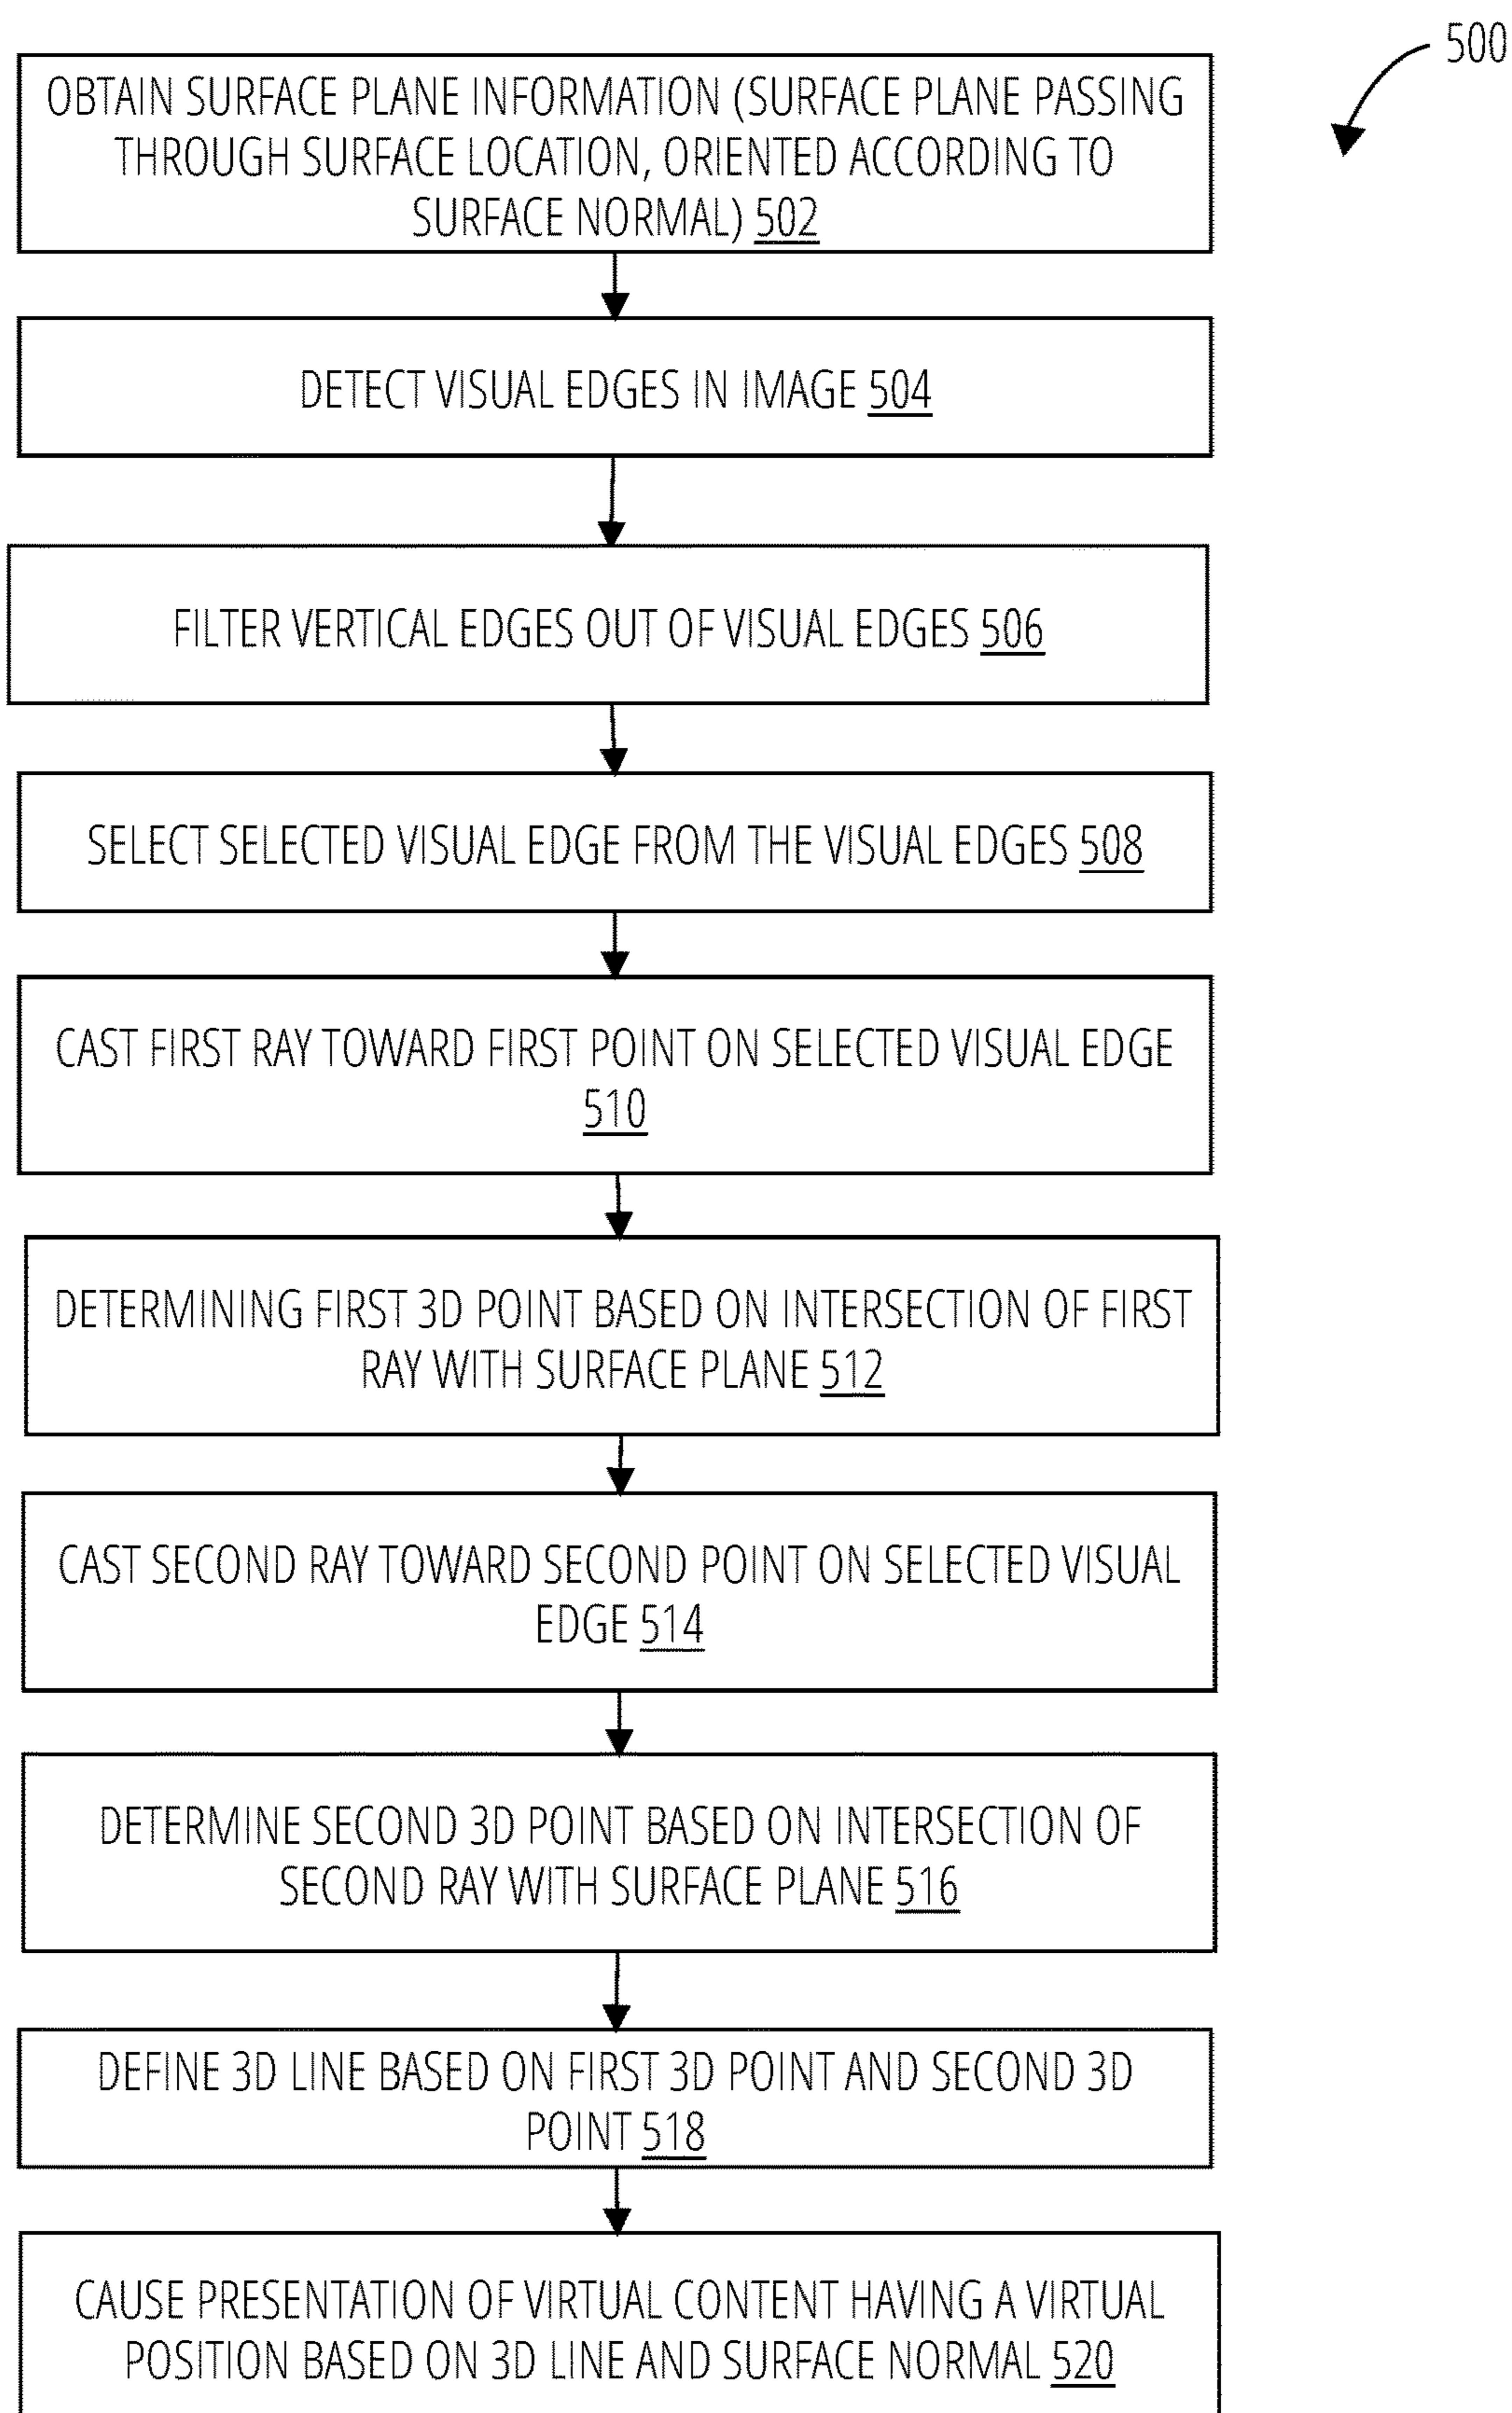 500
OBTAIN SURFACE PLANE INFORMATION (SURFACE PLANE PASSING
THROUGH SURFACE LOCATION, ORIENTED ACCORDING TO
SURFACE NORMAL) 502
DETECT VISUAL EDGES IN IMAGE 504
FILTER VERTICAL EDGES OUT OF VISUAL EDGES 506
SELECT SELECTED VISUAL EDGE FROM THE VISUAL EDGES 508
CAST FIRST RAY TOWARD FIRST POINT ON SELECTED VISUAL EDGE
510
DETERMINING FIRST 3D POINT BASED ON INTERSECTION OF FIRST
RAY WITH SURFACE PLANE 512
CAST SECOND RAY TOWARD SECOND POINT ON SELECTED VISUAL
EDGE 514
DETERMINE SECOND 3D POINT BASED ON INTERSECTION OF
SECOND RAY WITH SURFACE PLANE 516
DEFINE 3D LINE BASED ON FIRST 3D POINT AND SECOND 3D
POINT 518
CAUSE PRESENTATION OF VIRTUAL CONTENT HAVING A VIRTUAL
POSITION BASED ON 3D LINE AND SURFACE NORMAL 520